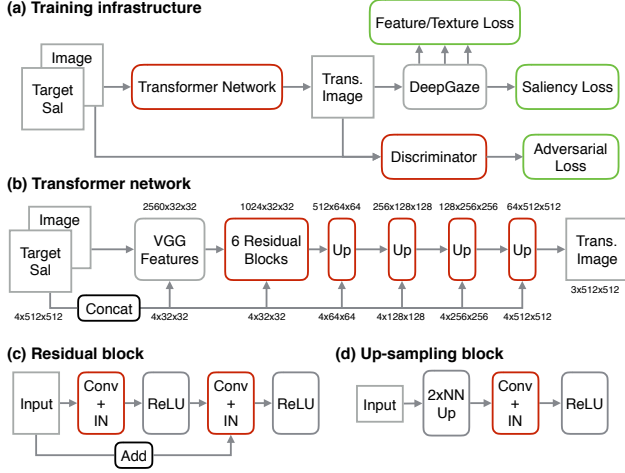 (a) Training infrastructure
Feature/Texture Loss
Image
Target
Sal
Transformer Network
Trans.
Image
DeepGaze
Saliency Loss
Discriminator
Adversarial
Loss
(b) Transformer network
2560x32x32
1024x32x32
512x64x64
256x128x128
128x256x256
64x512x512
Image
Target
Sal
VGG
Features
6 Residual
Blocks
Up
Up
Up
Up
Trans.
Image
3x512x512
Concat
4x512x512
4x32x32
4x32x32
4x64x64
4x128x128
4x256x256
4x512x512
(c) Residual block
Input
Conv
+
IN
ReLU
Conv
+
IN
ReLU
Add
(d) Up-sampling block
Input
2xNN
Up
Conv
+
IN
ReLU